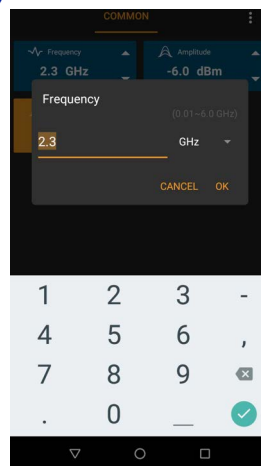 COMMON
Frequency
Amplitude
2.3 GHz
-6.0 dBm
Frequency
(0.01~6.0 GHz)
2.3
GHz
CANCEL OK
1 2 3 -
4 5 6 ,
7 8 9
. 0 _